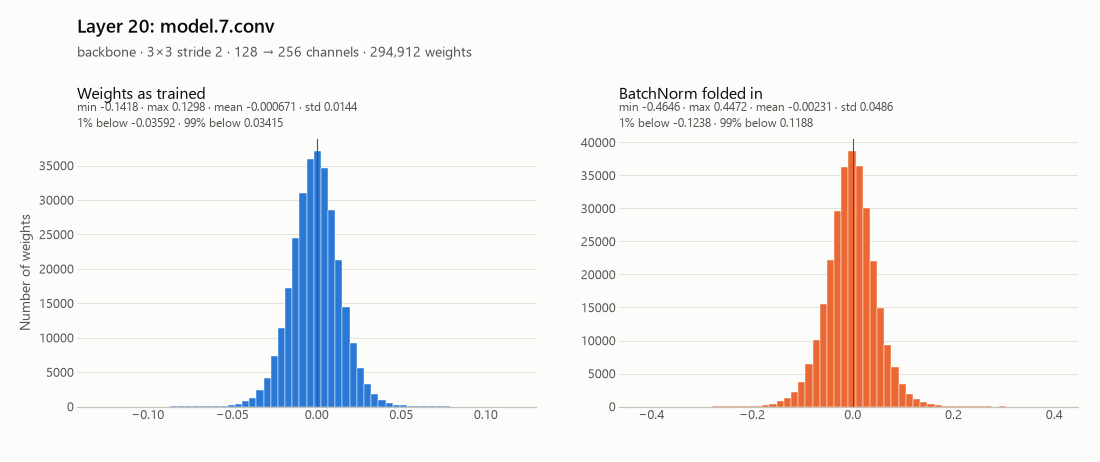 Layer 20: model.7.conv
backbone · 3×3 stride 2 · 128 → 256 channels · 294,912 weights
Weights as trained
min -0.1418 · max 0.1298 · mean -0.000671 · std 0.0144
1% below -0.03592 · 99% below 0.03415
Number of weights
35000
30000
25000
20000
15000
10000
5000
0
−0.10 −0.05 0.00 0.05 0.10
BatchNorm folded in
min -0.4646 · max 0.4472 · mean -0.00231 · std 0.0486
1% below -0.1238 · 99% below 0.1188
40000
35000
30000
25000
20000
15000
10000
5000
0
−0.4 −0.2 0.0 0.2 0.4